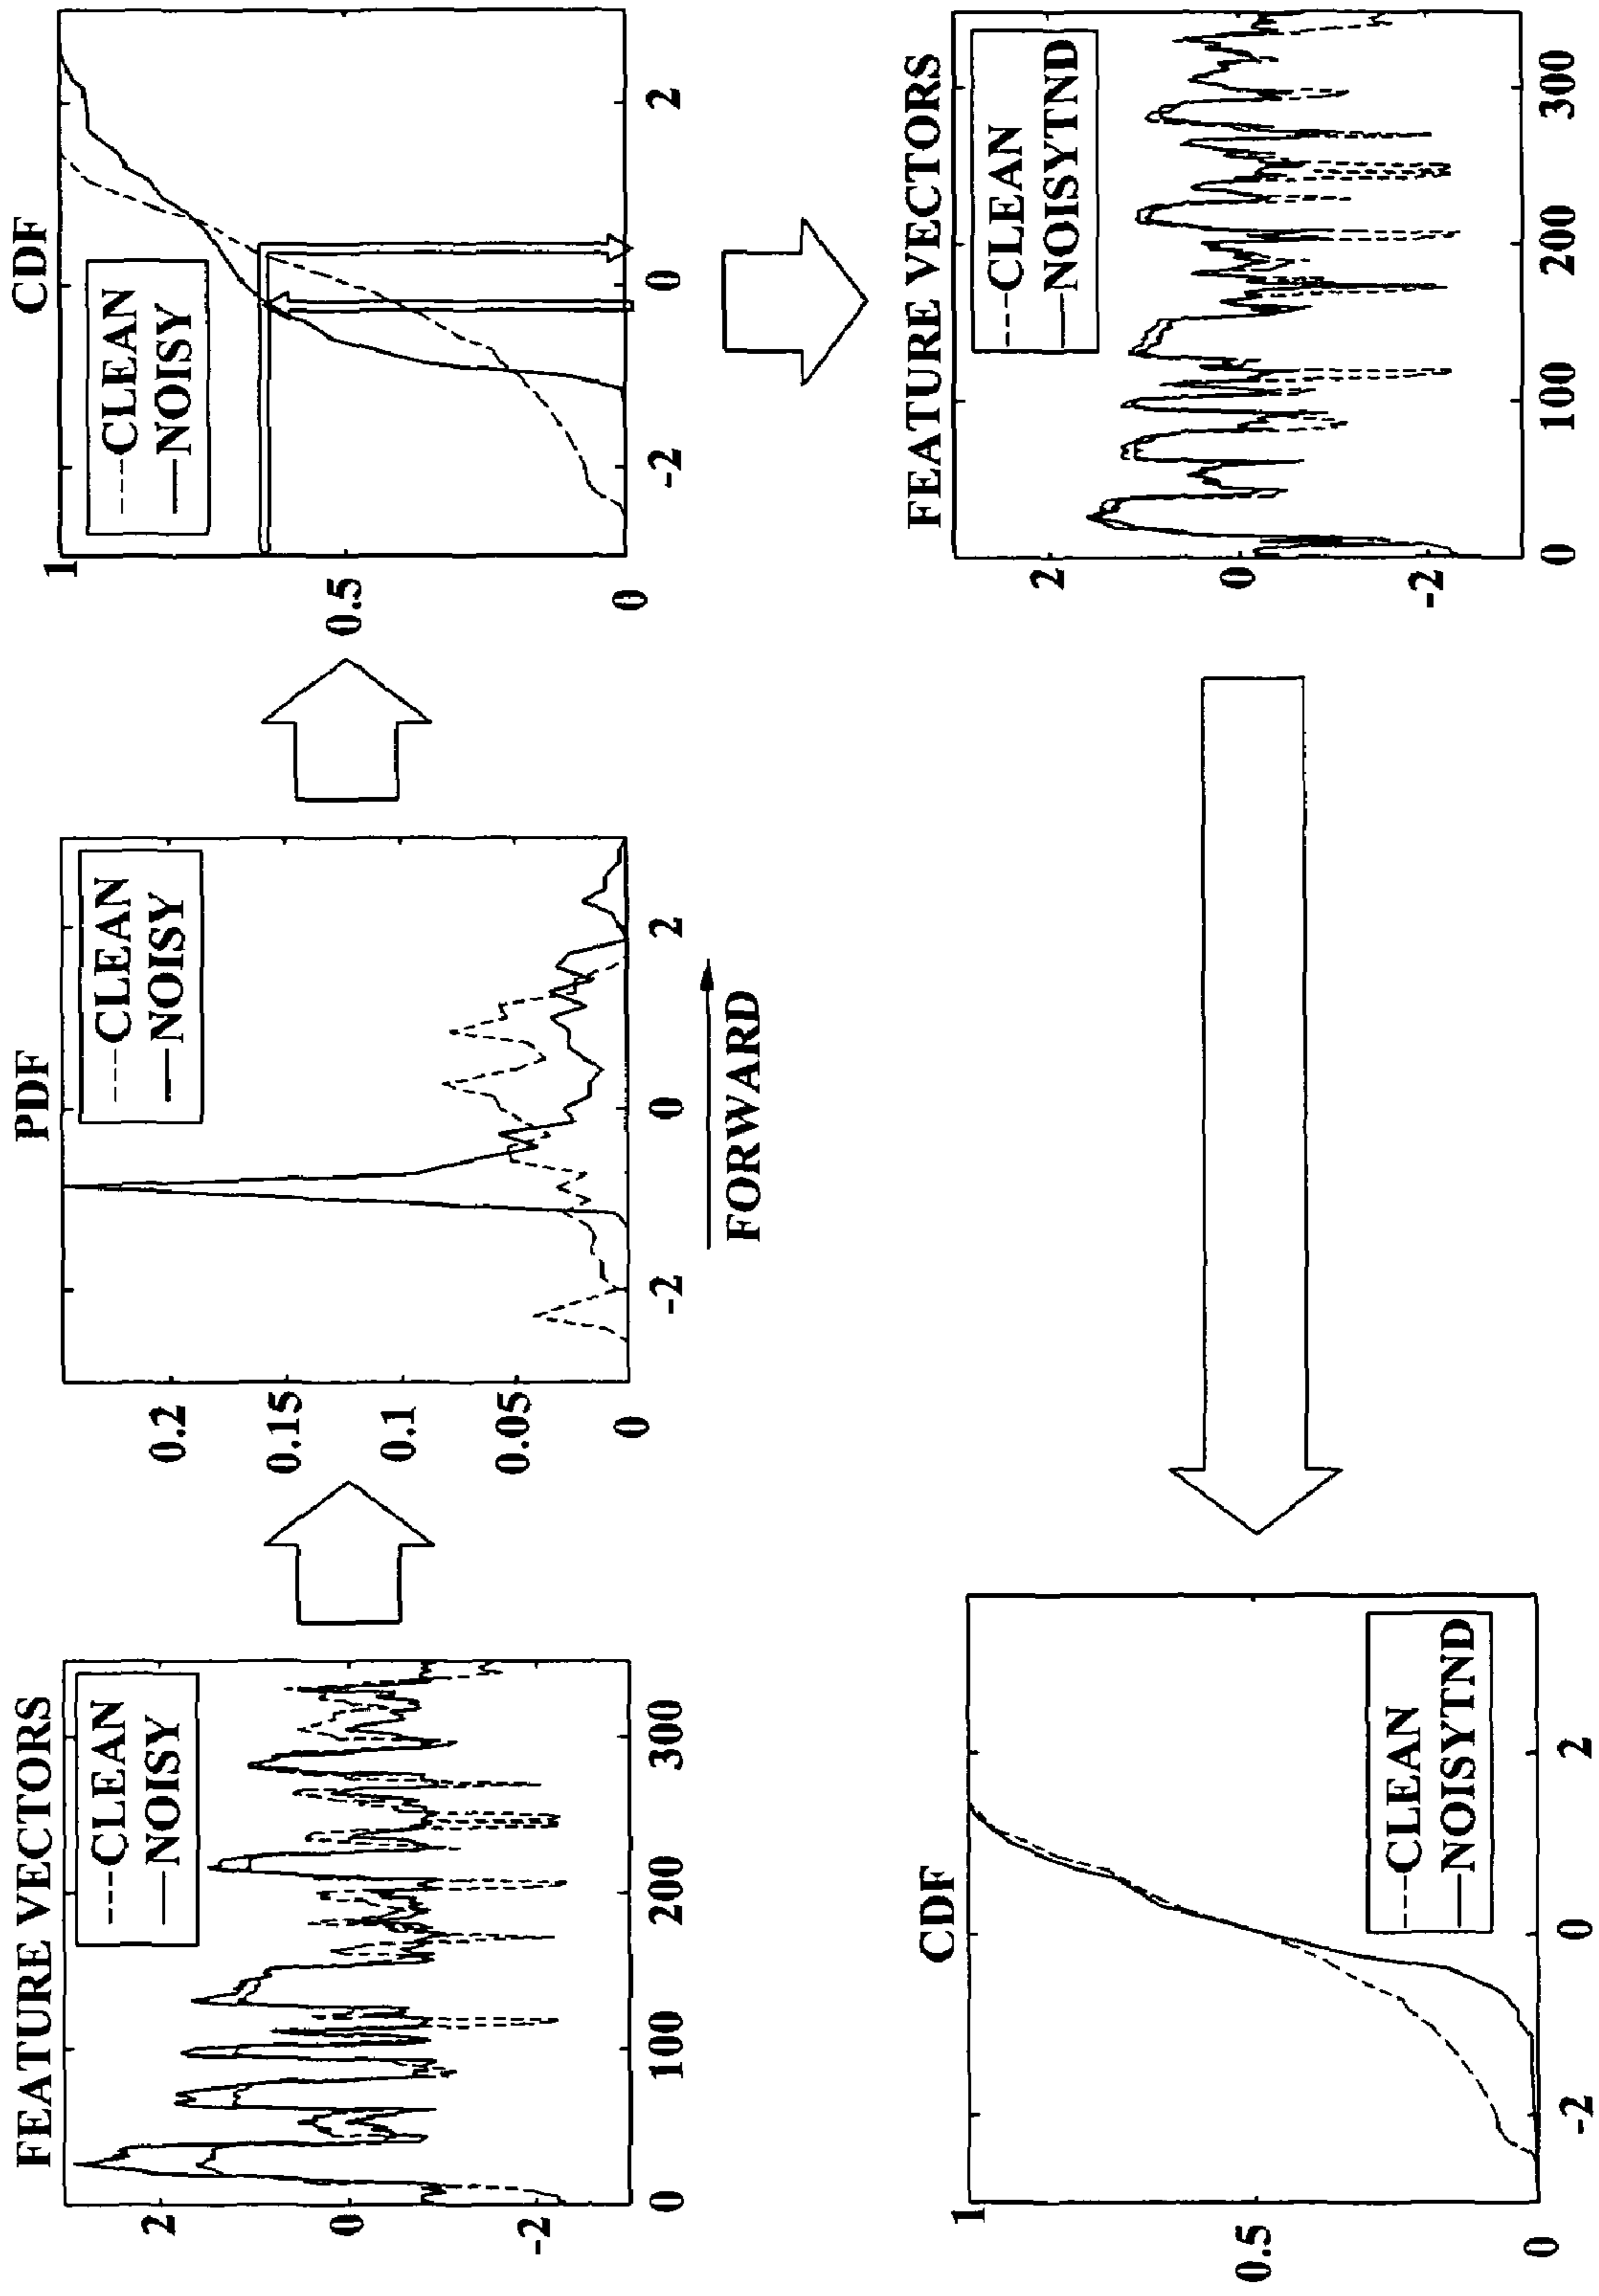 FEATURE VECTORS
CLEAN
NOISY
2
0
-2
0
100
200
300
PDF
CLEAN
NOISY
0.2
0.15
0.1
0.05
0
-2
0
2
FORWARD
CDF
CLEAN
NOISY
1
0.5
0
-2
0
2
CDF
CLEAN
NOISYTND
1
0.5
0
-2
0
2
FEATURE VECTORS
CLEAN
NOISYTND
2
0
-2
0
100
200
300